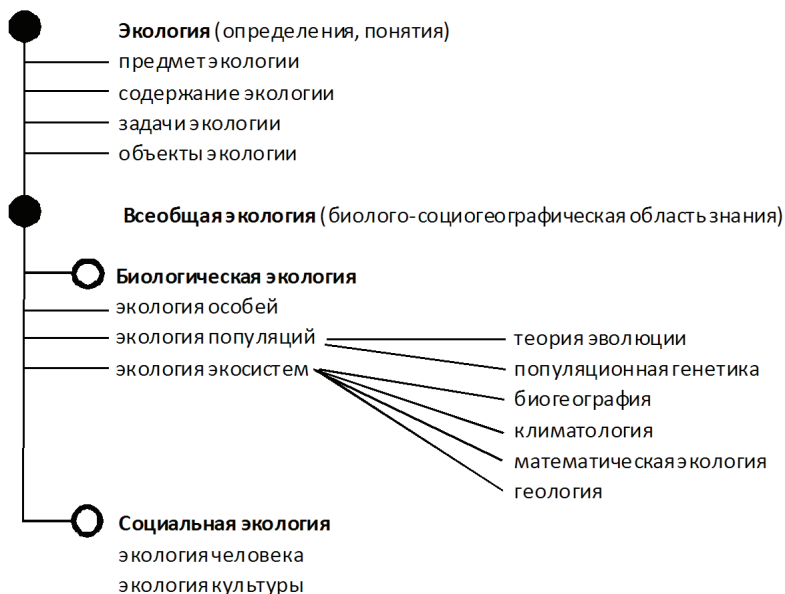 Экология (определения, понятия)
предмет экологии
содержание экологии
задачи экологии
объекты экологии
Всеобщая экология (биолого-социогеографическая область знания)
Биологическая экология
экология особей
экология популяций
экология экосистем
теория эволюции
популяционная генетика
биогеография
климатология
математическая экология
геология
Социальная экология
экология человека
экология культуры